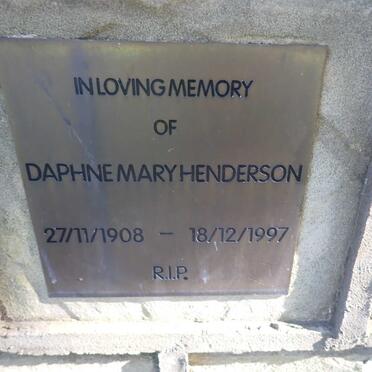 IN LOVING MEMORY
OF
DAPHNE MARY HENDERSON
27/11/1908 – 18/12/1997
R.I.P.